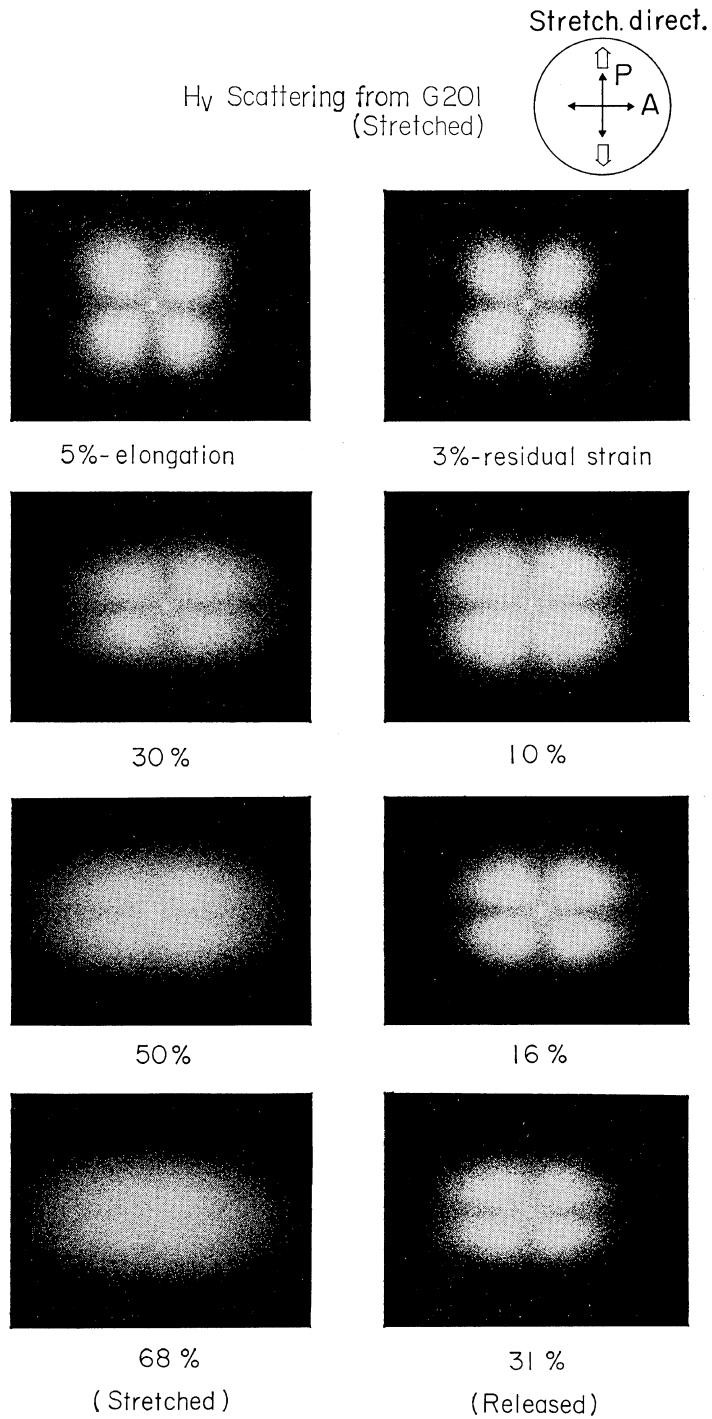 Stretch. direct.
P
A
Hv Scattering from G201
(Stretched)
5%-elongation
3%-residual strain
30%
10%
50%
16%
68%
31%
(Stretched)
(Released)